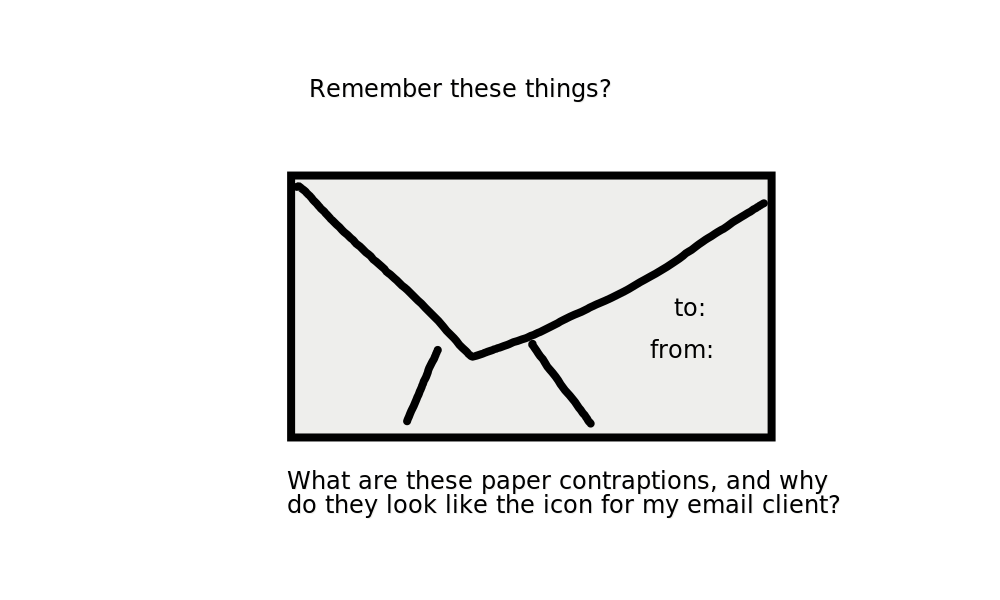 Remember these things?
to:
from:
What are these paper contraptions, and why
do they look like the icon for my email client?